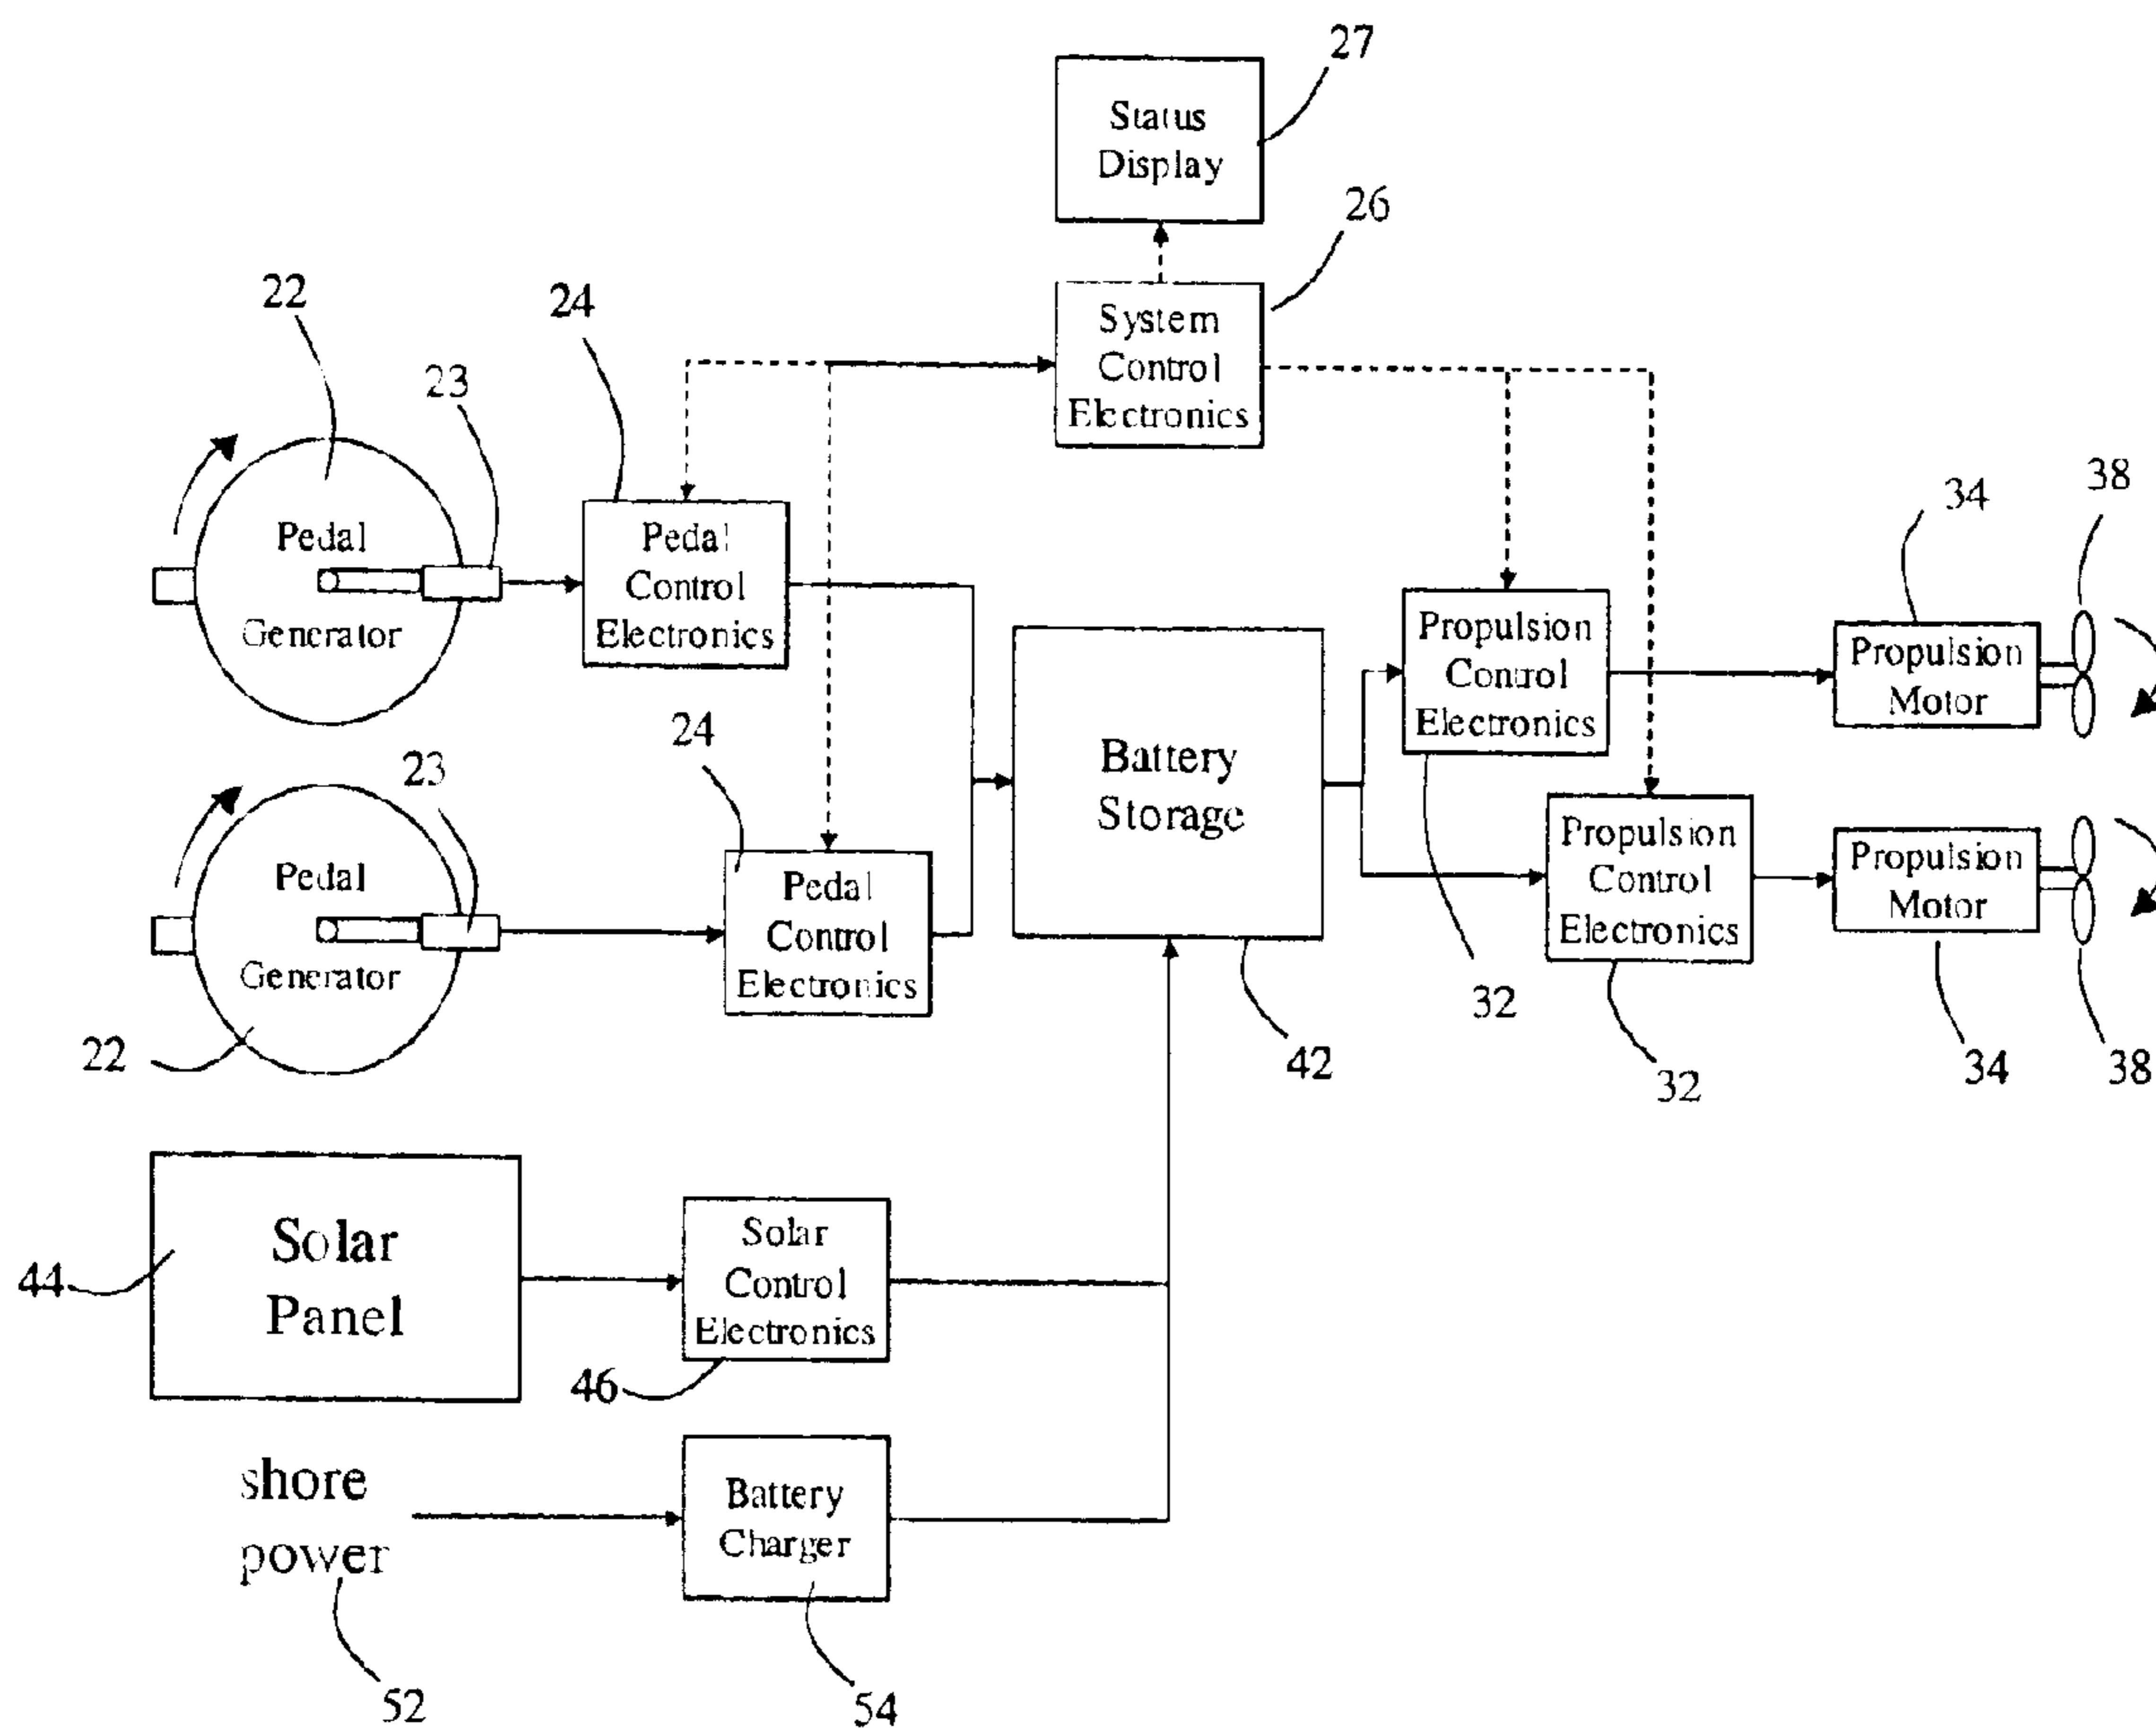 27
Status
Display
26
System
Control
Electronics
22
24
23
Pedal
Generator
Pedal
Control
Electronics
23
24
Pedal
Generator
22
Pedal
Control
Electronics
Battery
Storage
42
Propulsion
Control
Electronics
32
Propulsion
Control
Electronics
32
34
38
Propulsion
Motor
Propulsion
Motor
34
38
44
Solar
Panel
Solar
Control
Electronics
46
shore
power
52
Battery
Charger
54